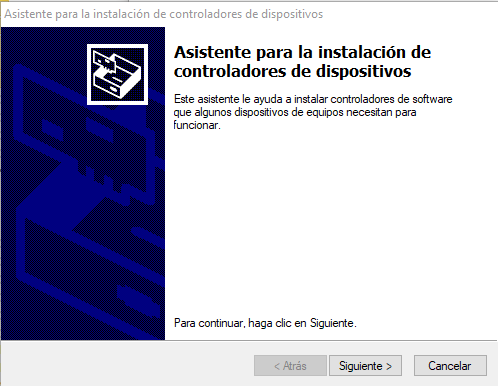 Asistente para la instalación de controladores de dispositivos
Asistente para la instalación de
controladores de dispositivos
Este asistente le ayuda a instalar controladores de software
que algunos dispositivos de equipos necesitan para
funcionar.
Para continuar, haga clic en Siguiente.
< Atrás Siguiente > Cancelar